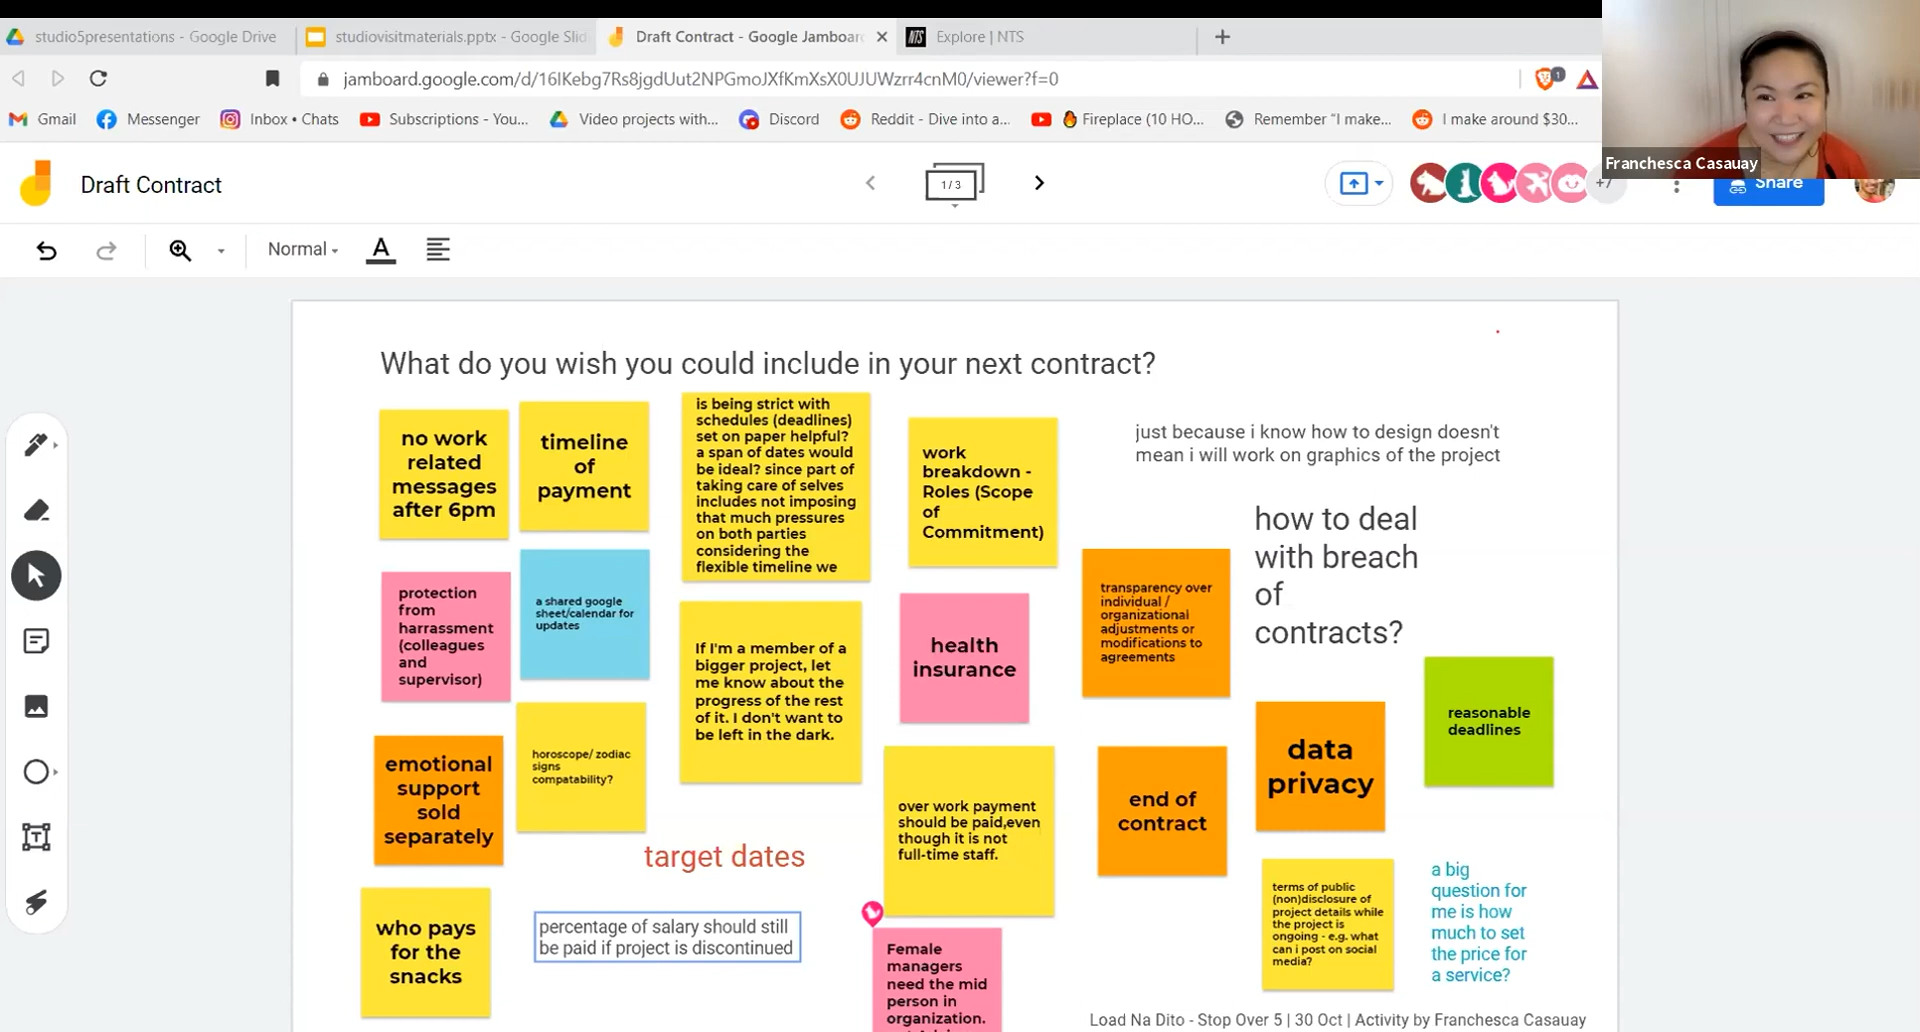 studio5presentations - Google Drive
studiovisitmaterials.pptx - Google Slid
Draft Contract - Google Jamboar
NTS
Explore | NTS
jamboard.google.com/d/16IKebg7Rs8jgdUut2NPGmoJXfKmXsX0UJUWzrr4cnM0/viewer?f=0
1
Gmail
Messenger
Inbox • Chats
Subscriptions - You...
Video projects with...
Discord
Reddit - Dive into a...
Fireplace (10 HO...
Remember “I make...
I make around $30...
Franchesca Casauay
Draft Contract
1 / 3
+7
Share
Normal
A
What do you wish you could include in your next contract?
no work
related
messages
after 6pm
timeline
of
payment
is being strict with
schedules (deadlines)
set on paper helpful?
a span of dates would
be ideal? since part of
taking care of selves
includes not imposing
that much pressures
on both parties
considering the
flexible timeline we
work
breakdown -
Roles (Scope
of
Commitment)
just because i know how to design doesn't
mean i will work on graphics of the project
how to deal
with breach
of
contracts?
protection
from
harrassment
(colleagues
and
supervisor)
a shared google
sheet/calendar for
updates
If I'm a member of a
bigger project, let
me know about the
progress of the rest
of it. I don't want to
be left in the dark.
health
insurance
transparency over
individual /
organizational
adjustments or
modifications to
agreements
reasonable
deadlines
data
privacy
emotional
support
sold
separately
horoscope/ zodiac
signs
compatability?
target dates
over work payment
should be paid,even
though it is not
full-time staff.
end of
contract
who pays
for the
snacks
percentage of salary should still
be paid if project is discontinued
Female
managers
need the mid
person in
organization.
terms of public
(non)disclosure of
project details while
the project is
ongoing - e.g. what
can i post on social
media?
a big
question for
me is how
much to set
the price for
a service?
Load Na Dito - Stop Over 5 | 30 Oct | Activity by Franchesca Casauay